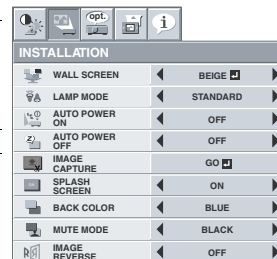 opt.
i
INSTALLATION
WALL SCREEN BEIGE
LAMP MODE STANDARD
AUTO POWER
ON OFF
AUTO POWER
OFF OFF
IMAGE
CAPTURE GO
SPLASH
SCREEN ON
BACK COLOR BLUE
MUTE MODE BLACK
IMAGE
REVERSE OFF